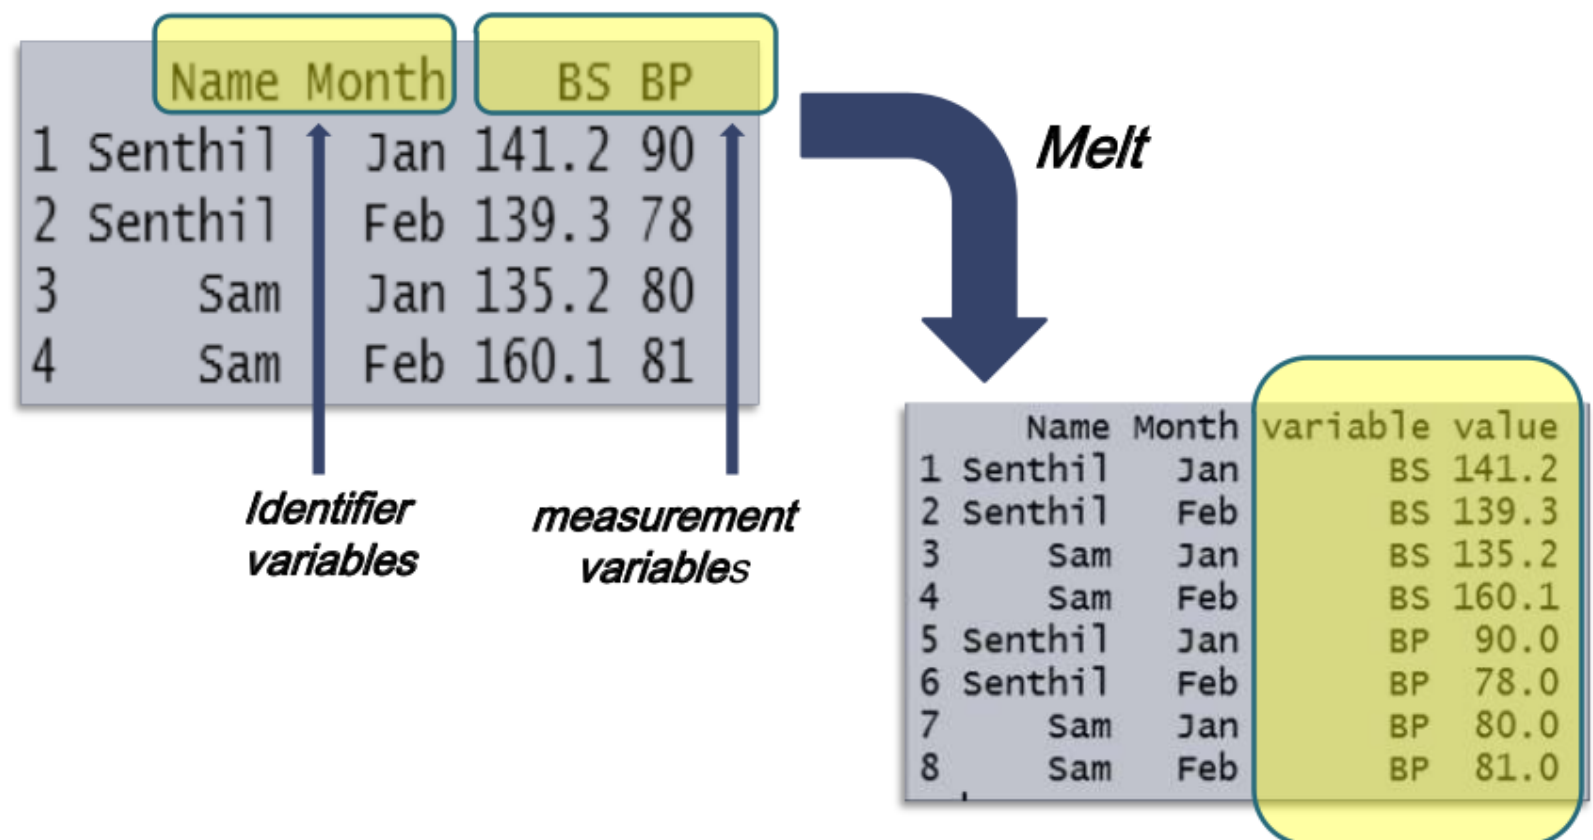 Name Month BS BP
1 Senthil Jan 141.2 90
2 Senthil Feb 139.3 78
3 Sam Jan 135.2 80
4 Sam Feb 160.1 81
Identifier
variables
measurement
variables
Melt
Name Month variable value
1 Senthil Jan BS 141.2
2 Senthil Feb BS 139.3
3 Sam Jan BS 135.2
4 Sam Feb BS 160.1
5 Senthil Jan BP 90.0
6 Senthil Feb BP 78.0
7 Sam Jan BP 80.0
8 Sam Feb BP 81.0